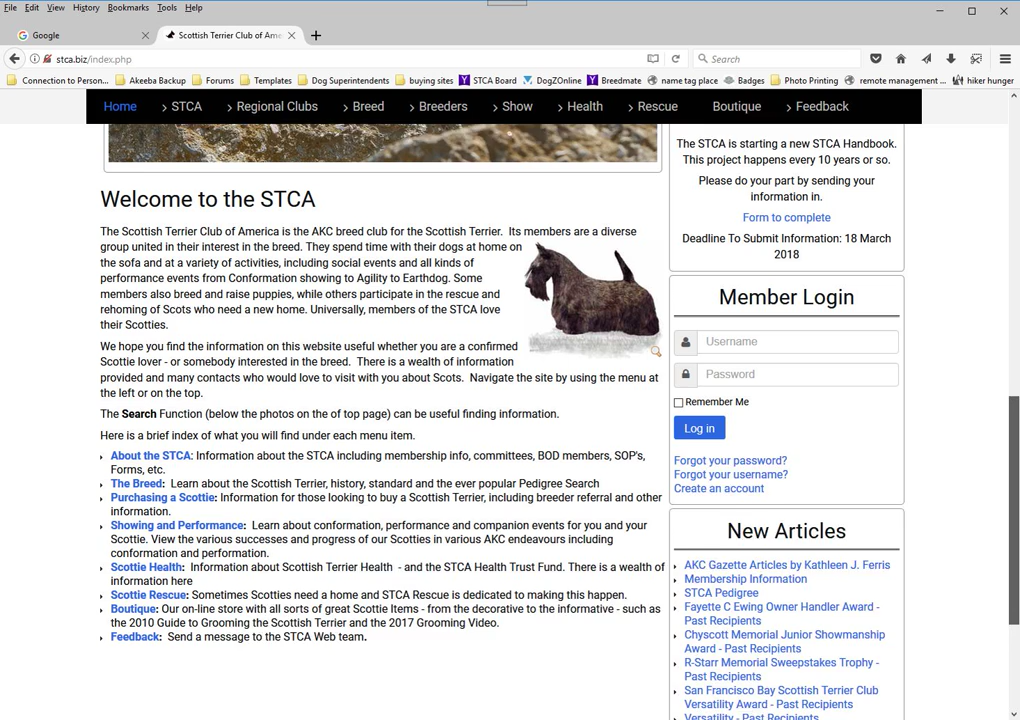 File Edit View History Bookmarks Tools Help
Google
Scottish Terrier Club of Ame
stca.biz/index.php
Search
Connection to Person... Akeeba Backup Forums Templates Dog Superintendents buying sites STCA Board DogZOnline Breedmate name tag place Badges Photo Printing remote management ... hiker hunger
Home STCA Regional Clubs Breed Breeders Show Health Rescue Boutique Feedback
Welcome to the STCA
The Scottish Terrier Club of America is the AKC breed club for the Scottish Terrier. Its members are a diverse
group united in their interest in the breed. They spend time with their dogs at home on
the sofa and at a variety of activities, including social events and all kinds of
performance events from Conformation showing to Agility to Earthdog. Some
members also breed and raise puppies, while others participate in the rescue and
rehoming of Scots who need a new home. Universally, members of the STCA love
their Scotties.
We hope you find the information on this website useful whether you are a confirmed
Scottie lover - or somebody interested in the breed. There is a wealth of information
provided and many contacts who would love to visit with you about Scots. Navigate the site by using the menu at
the left or on the top.
The Search Function (below the photos on the of top page) can be useful finding information.
Here is a brief index of what you will find under each menu item.
About the STCA: Information about the STCA including membership info, committees, BOD members, SOP's,
Forms, etc.
The Breed: Learn about the Scottish Terrier, history, standard and the ever popular Pedigree Search
Purchasing a Scottie: Information for those looking to buy a Scottish Terrier, including breeder referral and other
information.
Showing and Performance: Learn about conformation, performance and companion events for you and your
Scottie. View the various successes and progress of our Scotties in various AKC endeavours including
conformation and performation.
Scottie Health: Information about Scottish Terrier Health - and the STCA Health Trust Fund. There is a wealth of
information here
Scottie Rescue: Sometimes Scotties need a home and STCA Rescue is dedicated to making this happen.
Boutique: Our on-line store with all sorts of great Scottie Items - from the decorative to the informative - such as
the 2010 Guide to Grooming the Scottish Terrier and the 2017 Grooming Video.
Feedback: Send a message to the STCA Web team.
The STCA is starting a new STCA Handbook.
This project happens every 10 years or so.
Please do your part by sending your
information in.
Form to complete
Deadline To Submit Information: 18 March
2018
Member Login
Username
Password
Remember Me
Log in
Forgot your password?
Forgot your username?
Create an account
New Articles
AKC Gazette Articles by Kathleen J. Ferris
Membership Information
STCA Pedigree
Fayette C Ewing Owner Handler Award -
Past Recipients
Chyscott Memorial Junior Showmanship
Award - Past Recipients
R-Starr Memorial Sweepstakes Trophy -
Past Recipients
San Francisco Bay Scottish Terrier Club
Versatility Award - Past Recipients
Versatility - Past Recipients